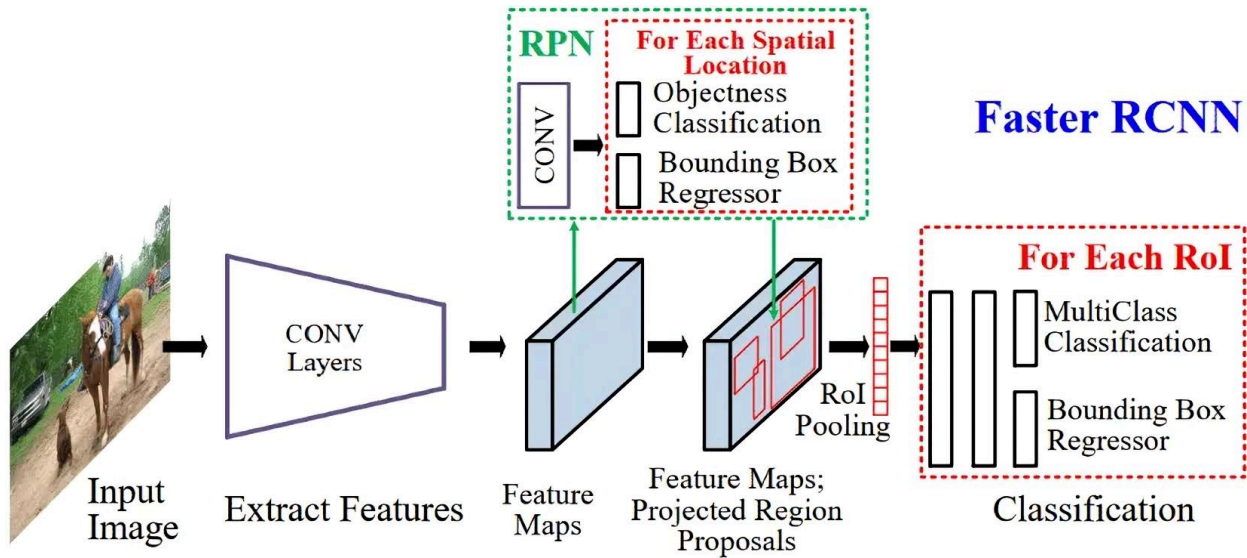 RPN
For Each Spatial
Location
CONV
Objectness
Classification
Bounding Box
Regressor
Faster RCNN
CONV
Layers
For Each RoI
MultiClass
Classification
Bounding Box
Regressor
RoI
Pooling
Input
Image
Extract Features
Feature
Maps
Feature Maps;
Projected Region
Proposals
Classification